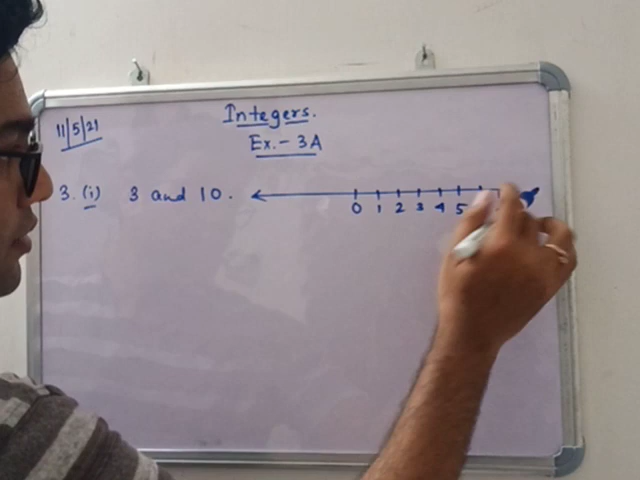 11/5/21
Integers.
Ex.- 3A
3. (i) 3 and 10.
0 1 2 3 4 5